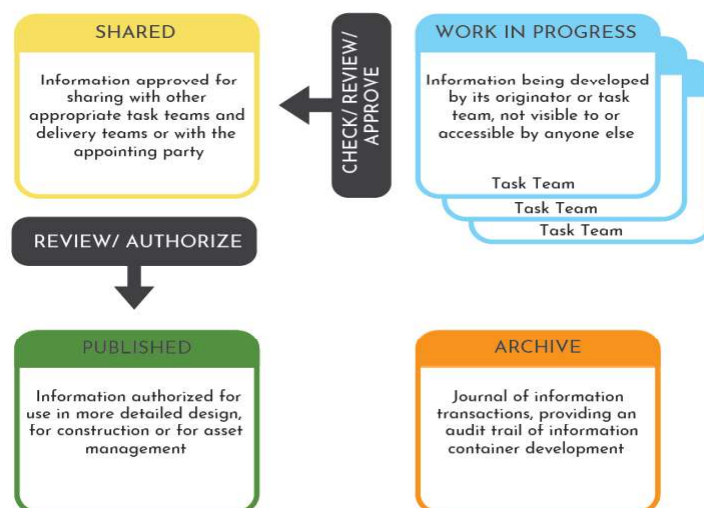 SHARED
Information approved for
sharing with other
appropriate task teams and
delivery teams or with the
appointing party
CHECK/ REVIEW/
APPROVE
WORK IN PROGRESS
Information being developed
by its originator or task
team, not visible to or
accessible by anyone else
Task Team
Task Team
Task Team
REVIEW/ AUTHORIZE
PUBLISHED
Information authorized for
use in more detailed design,
for construction or for asset
management
ARCHIVE
Journal of information
transactions, providing an
audit trail of information
container development